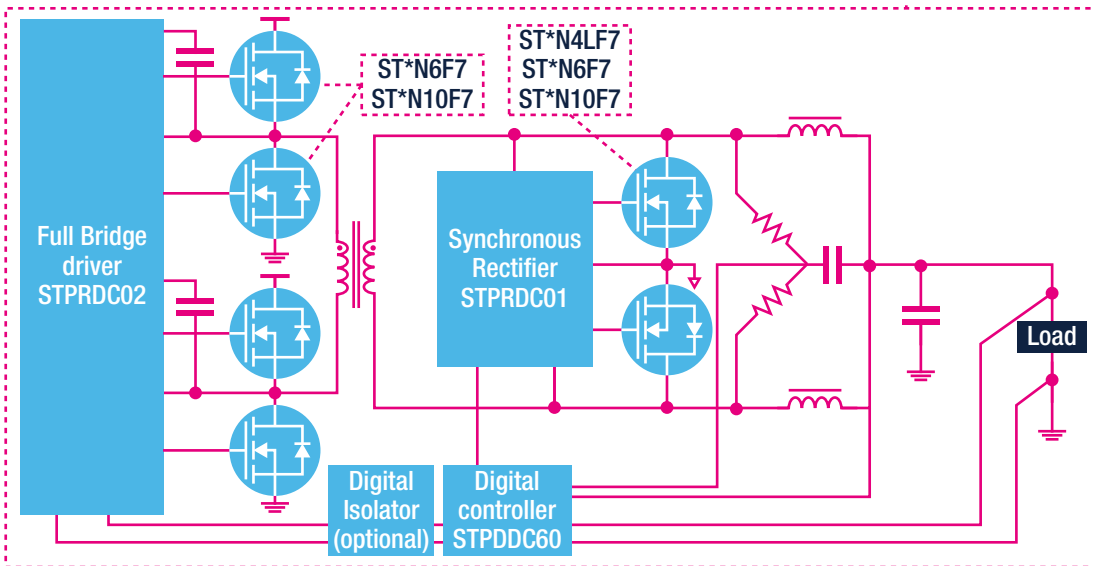 ST*N6F7
ST*N10F7
ST*N4LF7
ST*N6F7
ST*N10F7
Full Bridge
driver
STPRDC02
Synchronous
Rectifier
STPRDC01
Load
Digital
Isolator
(optional)
Digital
controller
STPDDC60